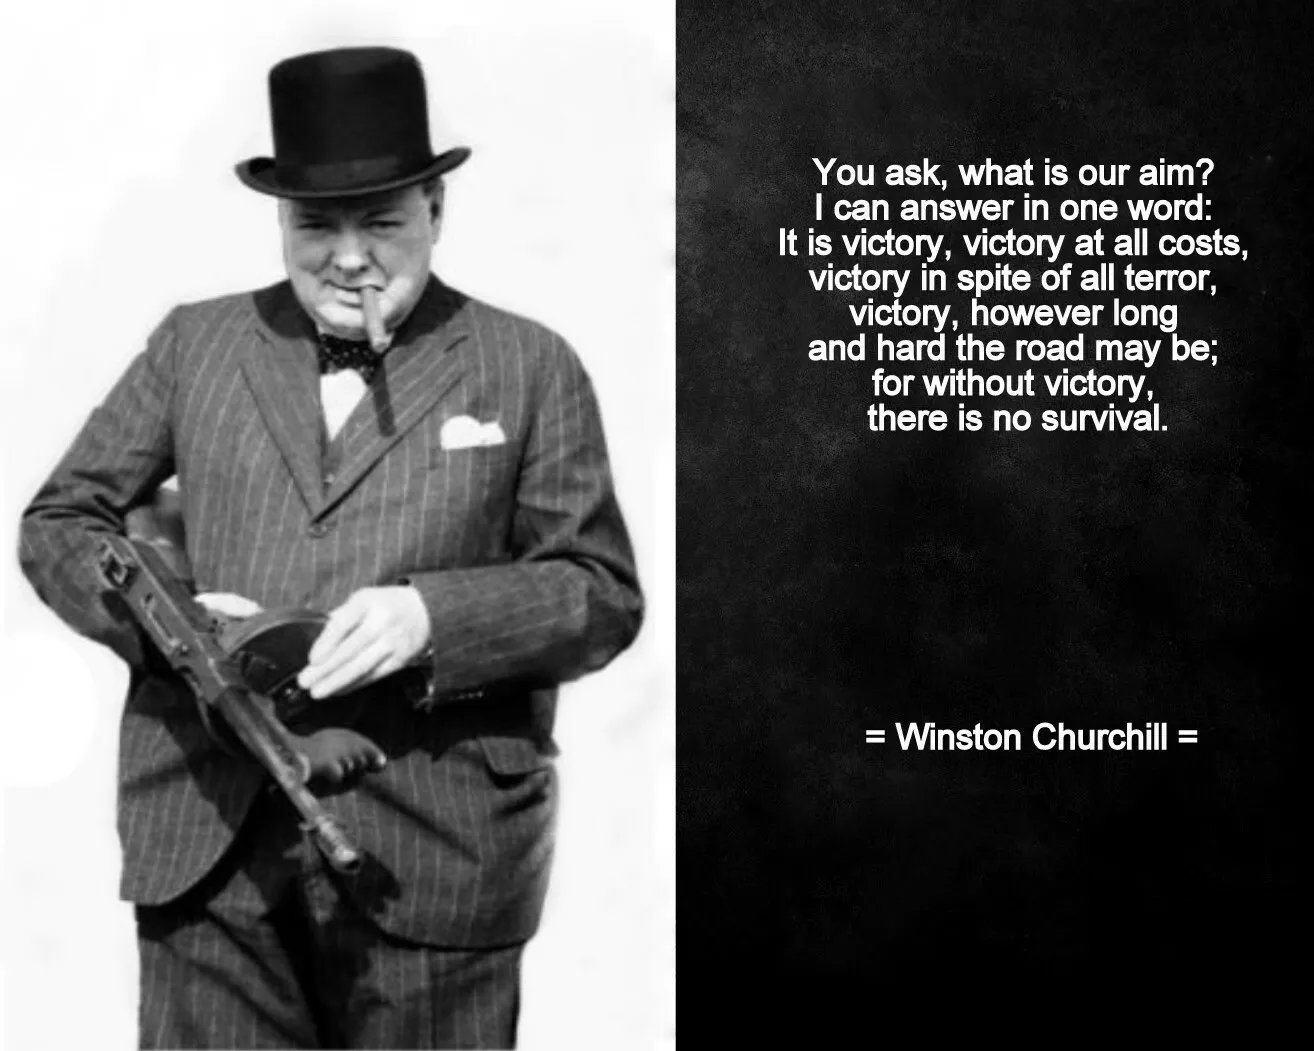 You ask, what is our aim?
I can answer in one word:
It is victory, victory at all costs,
victory in spite of all terror,
victory, however long
and hard the road may be;
for without victory,
there is no survival.
= Winston Churchill =